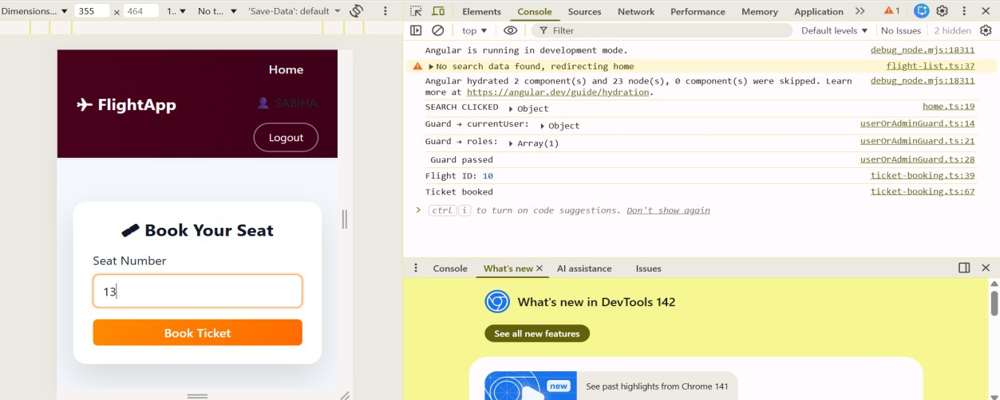 Dimensions... 355 × 464 1.. No t... 'Save-Data': default
Home
✈ FlightApp
👤 SABIHA
Logout
Book Your Seat
Seat Number
13
Book Ticket
Elements Console Sources Network Performance Memory Application 1
top Filter Default levels No Issues 2 hidden
Angular is running in development mode. debug_node.mjs:18311
No search data found, redirecting home flight-list.ts:37
Angular hydrated 2 component(s) and 23 node(s), 0 component(s) were skipped. Learn debug_node.mjs:18311
more at https://angular.dev/guide/hydration.
SEARCH CLICKED ▶ Object home.ts:19
Guard → currentUser: ▶ Object userOrAdminGuard.ts:14
Guard → roles: ▶ Array(1) userOrAdminGuard.ts:21
Guard passed userOrAdminGuard.ts:28
Flight ID: 10 ticket-booking.ts:39
Ticket booked ticket-booking.ts:67
ctrl i to turn on code suggestions. Don't show again
Console What's new AI assistance Issues
What's new in DevTools 142
See all new features
new See past highlights from Chrome 141